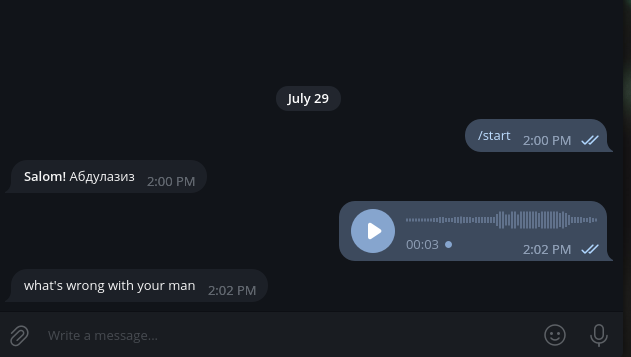 July 29
/start 2:00 PM
Salom! Абдулазиз 2:00 PM
00:03 2:02 PM
what's wrong with your man 2:02 PM
Write a message...